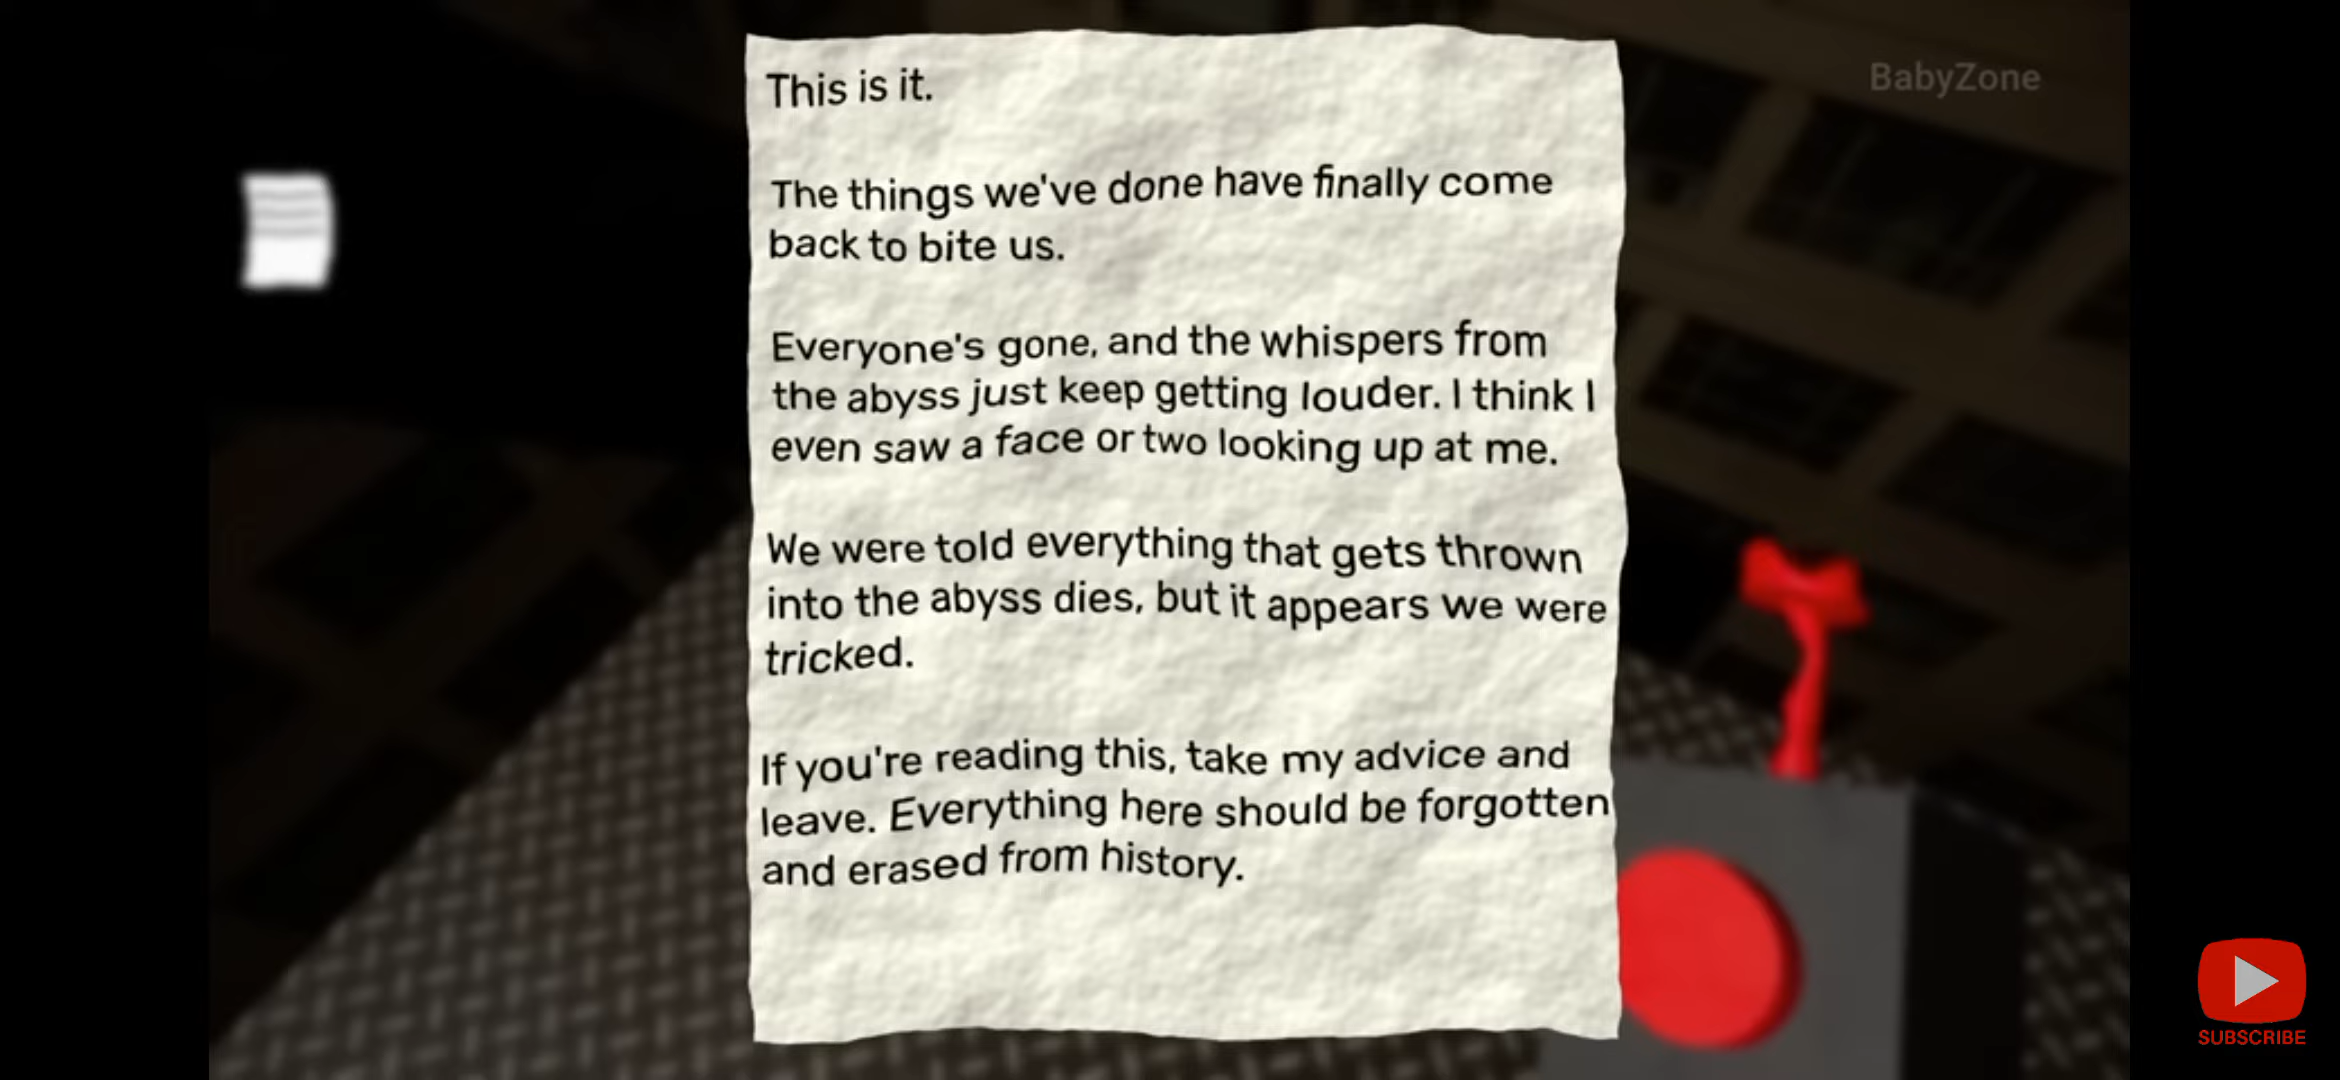 BabyZone
This is it.
The things we've done have finally come
back to bite us.
Everyone's gone, and the whispers from
the abyss just keep getting louder. I think I
even saw a face or two looking up at me.
We were told everything that gets thrown
into the abyss dies, but it appears we were
tricked.
If you're reading this, take my advice and
leave. Everything here should be forgotten
and erased from history.
SUBSCRIBE